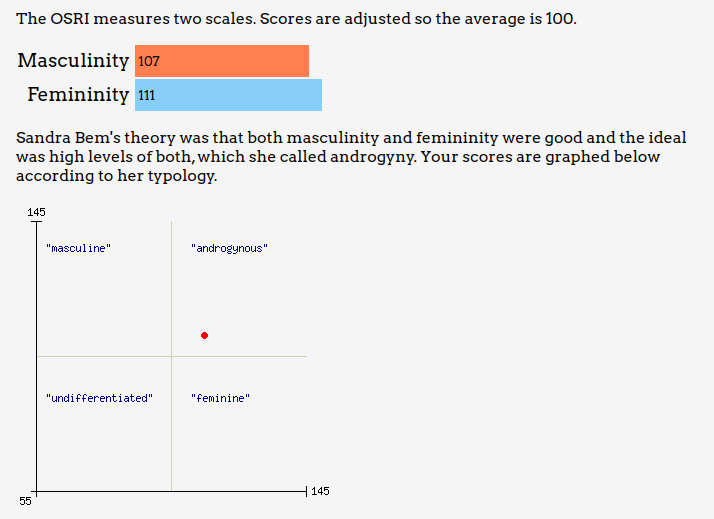 The OSRI measures two scales. Scores are adjusted so the average is 100.
Masculinity 107
Femininity 111
Sandra Bem's theory was that both masculinity and femininity were good and the ideal
was high levels of both, which she called androgyny. Your scores are graphed below
according to her typology.
145
"masculine" "androgynous"
"undifferentiated" "feminine"
55 145